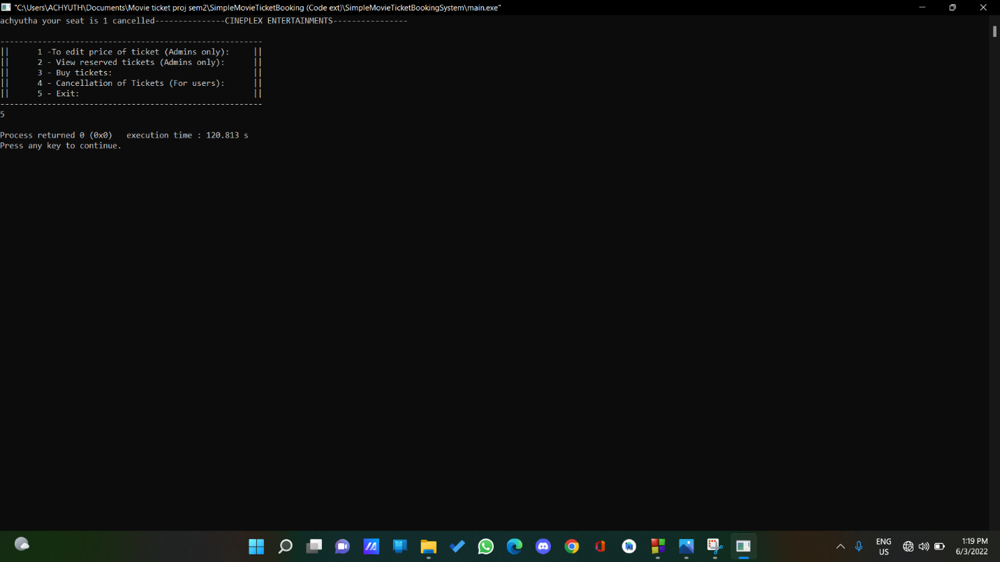 "C:\Users\ACHYUTH\Documents\Movie ticket proj sem2\SimpleMovieTicketBooking (Code ext)\SimpleMovieTicketBookingSystem\main.exe"
achyutha your seat is 1 cancelled---------------CINEPLEX ENTERTAINMENTS----------------
--------------------------------------------------------
||      1 -To edit price of ticket (Admins only):     ||
||      2 - View reserved tickets (Admins only):      ||
||      3 - Buy tickets:                              ||
||      4 - Cancellation of Tickets (For users):      ||
||      5 - Exit:                                     ||
--------------------------------------------------------
5
Process returned 0 (0x0)   execution time : 120.813 s
Press any key to continue.
ENG
US
1:19 PM
6/3/2022